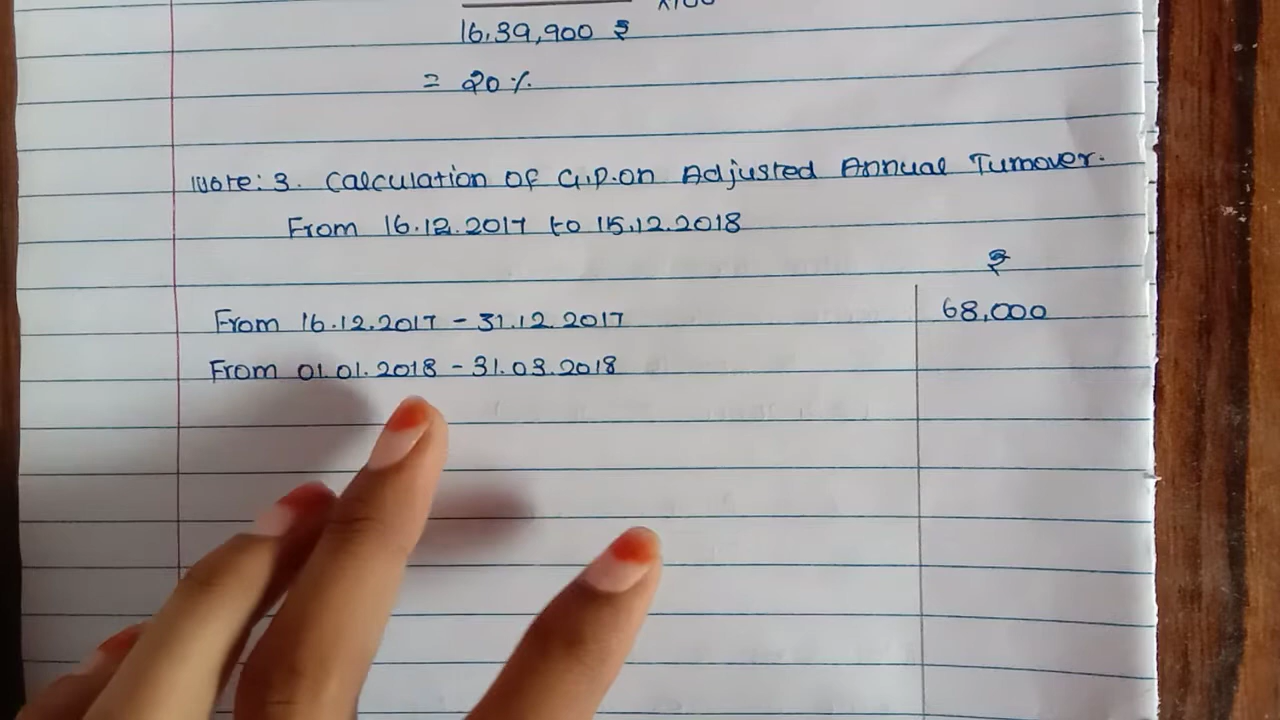 ×100
16,39,900 ₹
= 20%
Note: 3. Calculation of G.P. on Adjusted Annual Turnover.
From 16.12.2017 to 15.12.2018
₹
From 16.12.2017 - 31.12.2017 68,000
From 01.01.2018 - 31.03.2018